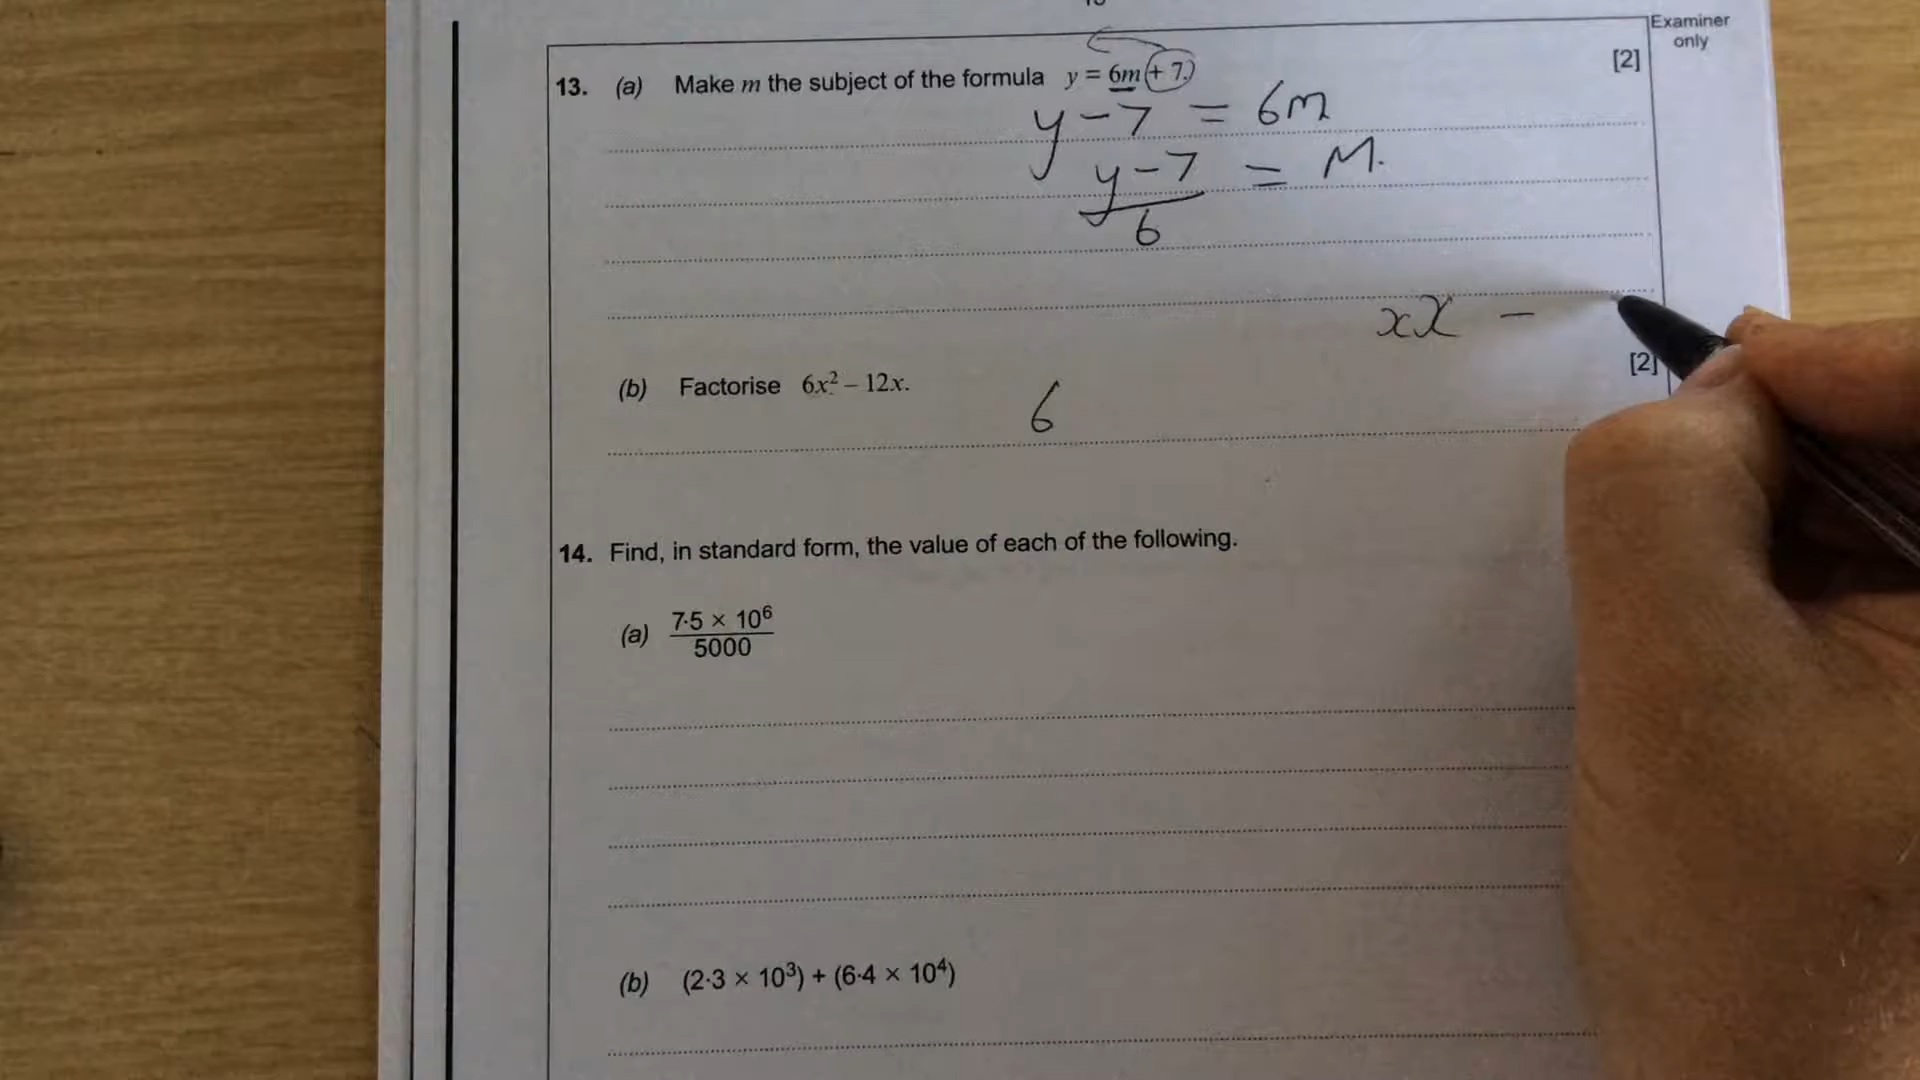 Examiner
only
13. (a) Make m the subject of the formula y = 6m + 7. [2]
y - 7 = 6m
y - 7 = M.
6
xx -
[2]
(b) Factorise 6x² – 12x.
6
14. Find, in standard form, the value of each of the following.
(a) 7·5 × 10⁶
5000
(b) (2·3 × 10³) + (6·4 × 10⁴)